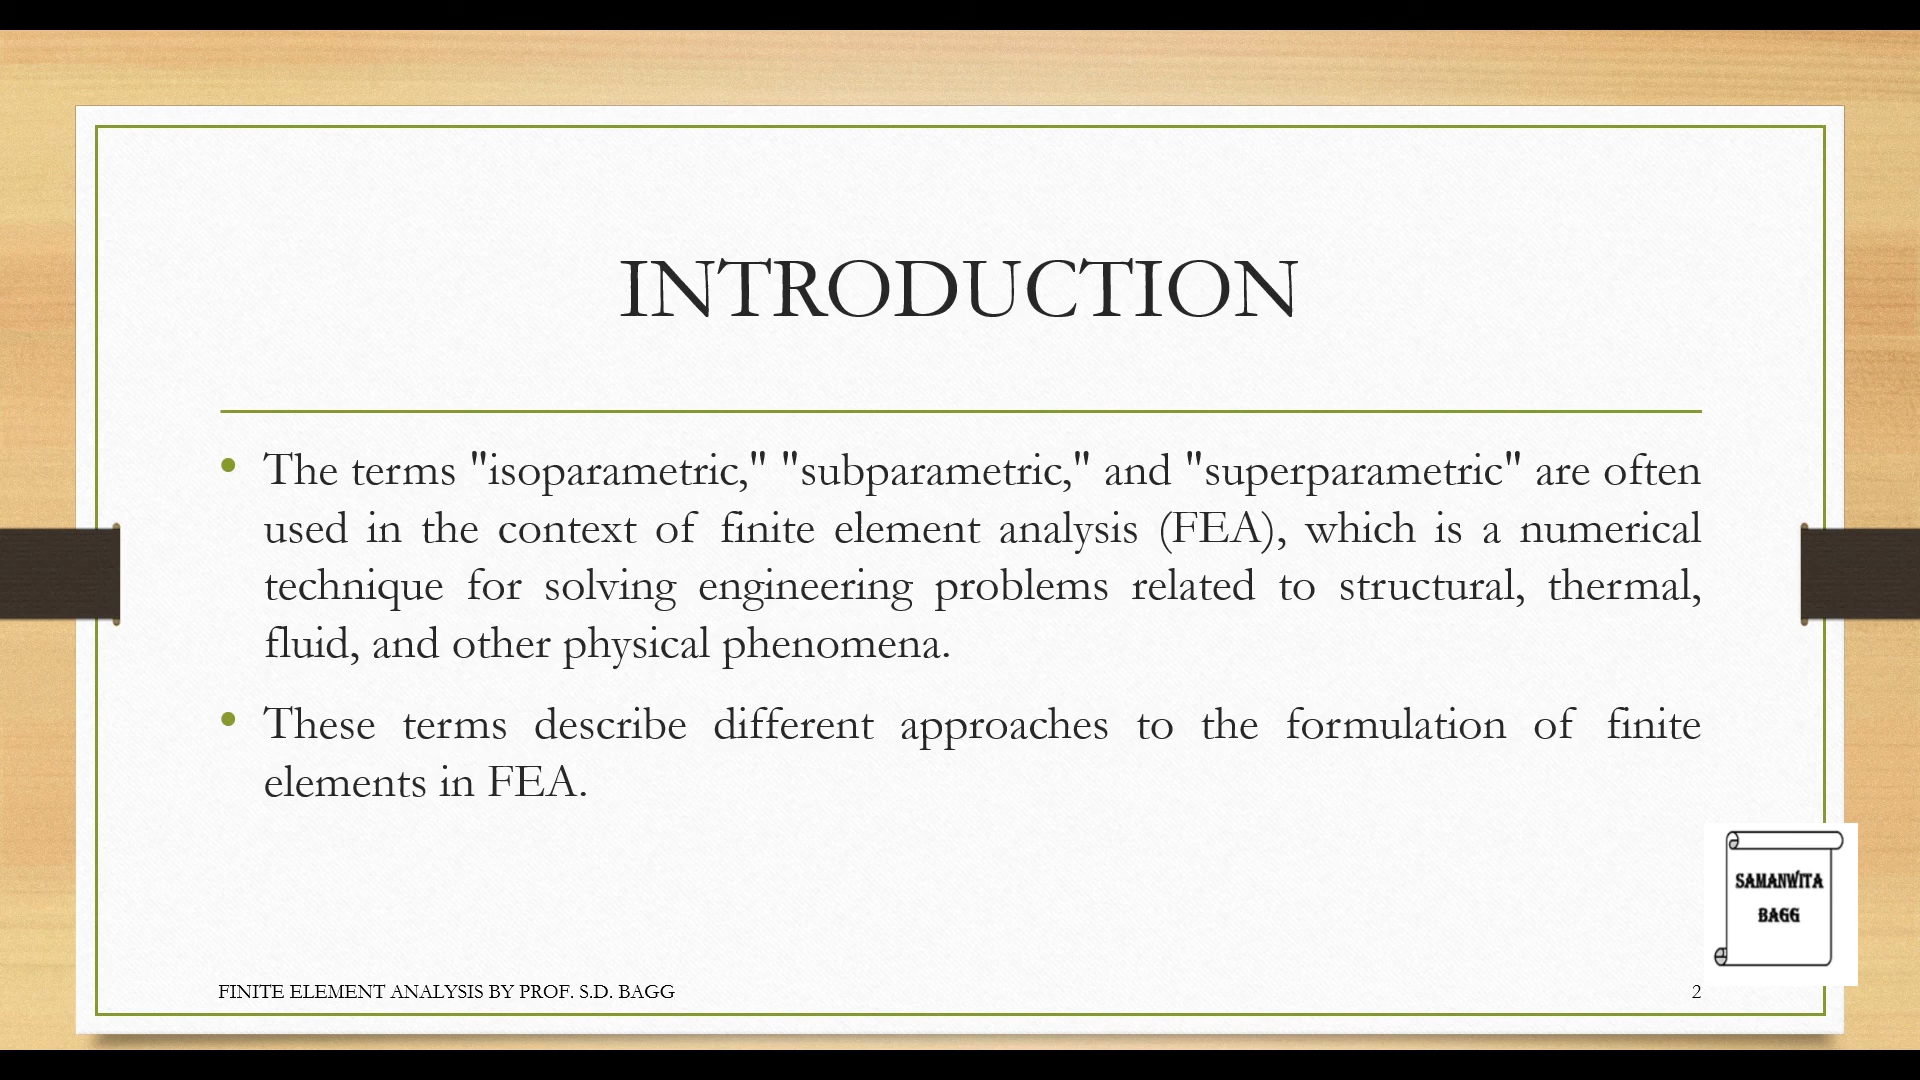 INTRODUCTION
• The terms "isoparametric," "subparametric," and "superparametric" are often
used in the context of finite element analysis (FEA), which is a numerical
technique for solving engineering problems related to structural, thermal,
fluid, and other physical phenomena.
• These terms describe different approaches to the formulation of finite
elements in FEA.
SAMANWITA
BAGG
FINITE ELEMENT ANALYSIS BY PROF. S.D. BAGG
2